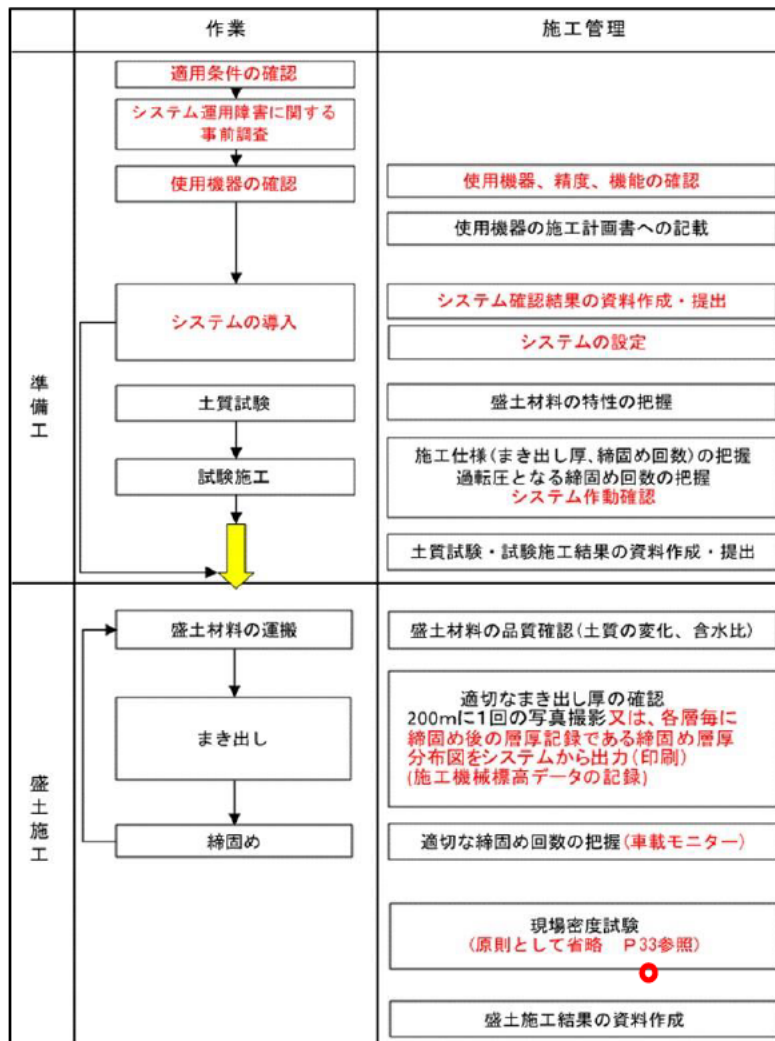 作業
施工管理
準備工
適用条件の確認
システム運用障害に関する
事前調査
使用機器の確認
使用機器、精度、機能の確認
使用機器の施工計画書への記載
システムの導入
システム確認結果の資料作成・提出
システムの設定
土質試験
盛土材料の特性の把握
試験施工
施工仕様(まき出し厚、締固め回数)の把握
過転圧となる締固め回数の把握
システム作動確認
土質試験・試験施工結果の資料作成・提出
盛土施工
盛土材料の運搬
盛土材料の品質確認(土質の変化、含水比)
まき出し
適切なまき出し厚の確認
200mに1回の写真撮影又は、各層毎に
締固め後の層厚記録である締固め層厚
分布図をシステムから出力(印刷)
(施工機械標高データの記録)
締固め
適切な締固め回数の把握(車載モニター)
現場密度試験
(原則として省略　P33参照)
盛土施工結果の資料作成